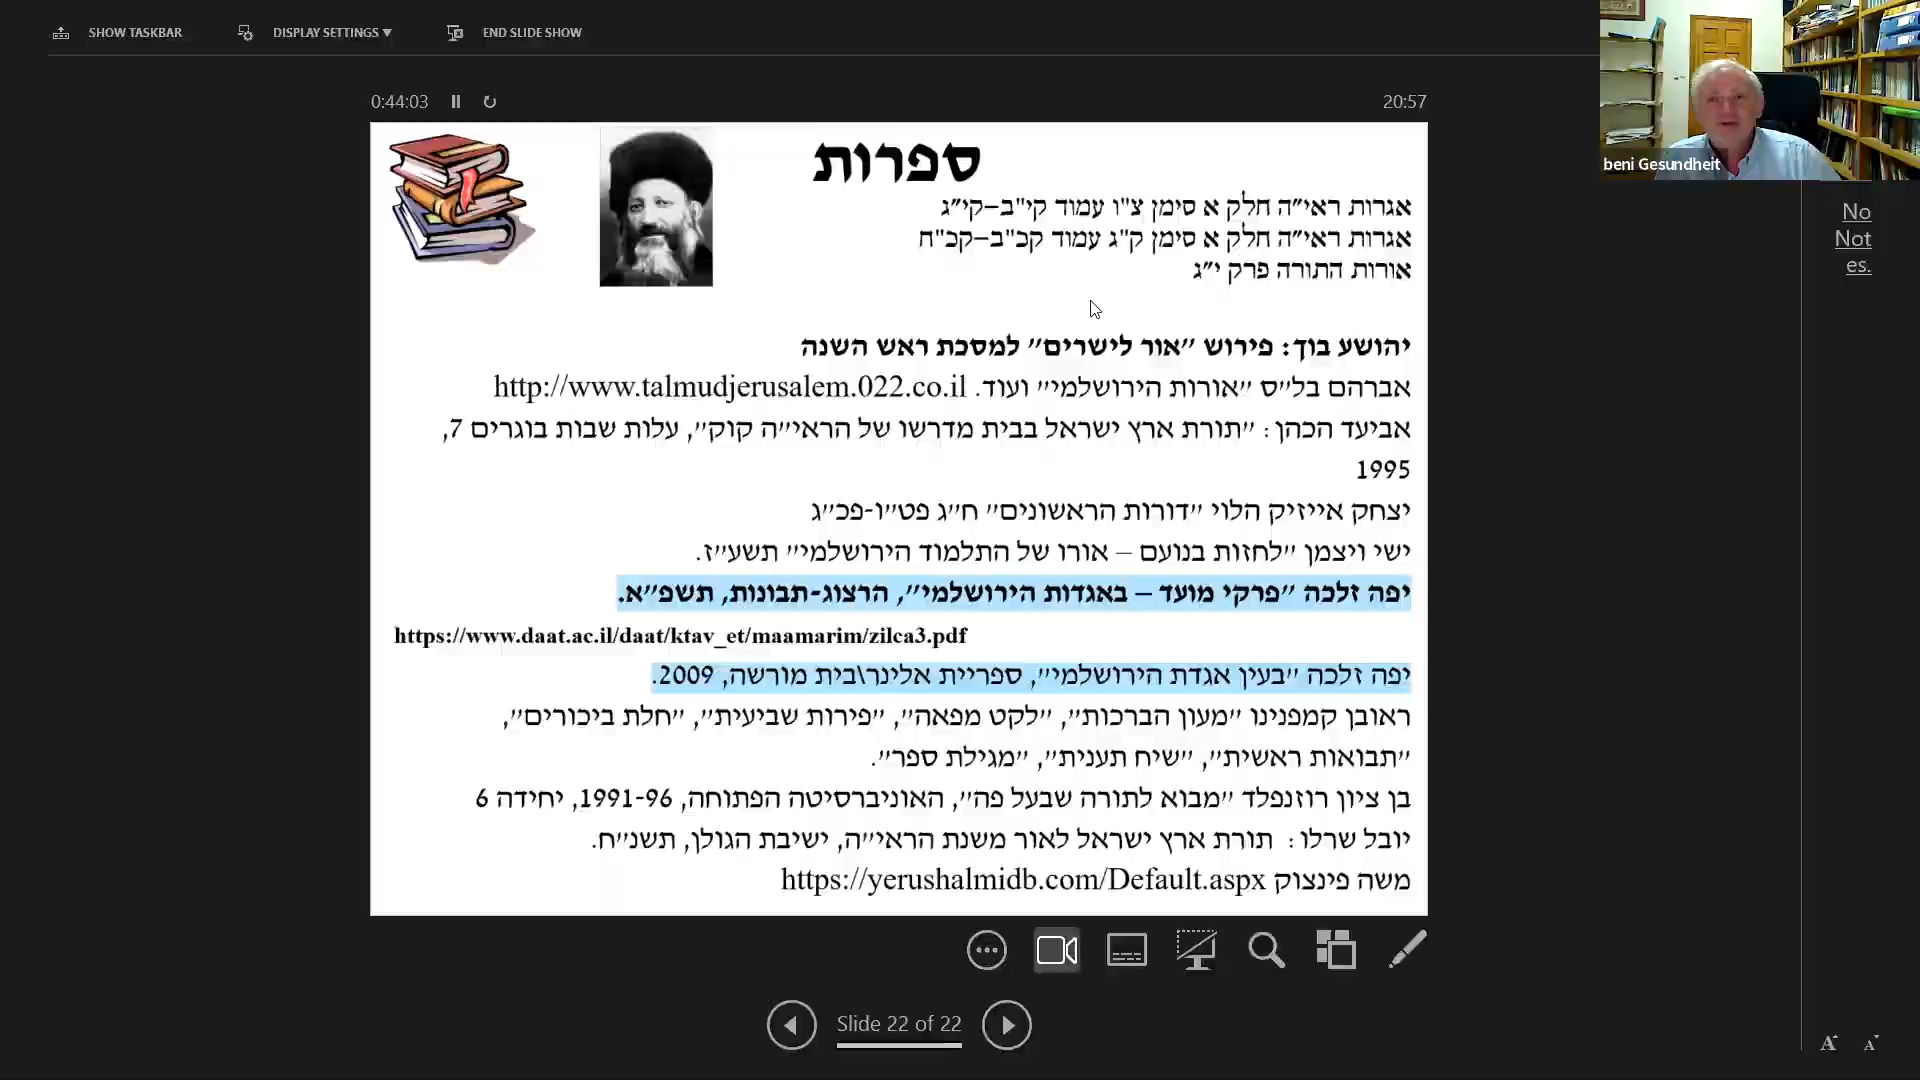 SHOW TASKBAR
DISPLAY SETTINGS ▼
END SLIDE SHOW
beni Gesundheit
0:44:03
20:57
No
Not
es.
ספרות
אגרות ראי״ה חלק א סימן צ"ו עמוד קי"ב–קי״ג
אגרות ראי״ה חלק א סימן ק"ג עמוד קכ"ב–קכ"ח
אורות התורה פרק י״ג
יהושע בוך: פירוש ״אור לישרים״ למסכת ראש השנה
אברהם בל״ס ״אורות הירושלמי״ ועוד. http://www.talmudjerusalem.022.co.il
אביעד הכהן: ״תורת ארץ ישראל בבית מדרשו של הראי״ה קוק״, עלות שבות בוגרים 7,
1995
יצחק אייזיק הלוי ״דורות הראשונים״ ח״ג פט״ו-פכ״ג
ישי ויצמן ״לחזות בנועם – אורו של התלמוד הירושלמי״ תשע״ז.
יפה זלכה ״פרקי מועד – באגדות הירושלמי״, הרצוג-תבונות, תשפ״א.
https://www.daat.ac.il/daat/ktav_et/maamarim/zilca3.pdf
יפה זלכה ״בעין אגדת הירושלמי״, ספריית אלינר\בית מורשה, 2009.
ראובן קמפנינו ״מעון הברכות״, ״לקט מפאה״, ״פירות שביעית״, ״חלת ביכורים״,
״תבואות ראשית״, ״שיח תענית״, ״מגילת ספר״.
בן ציון רוזנפלד ״מבוא לתורה שבעל פה״, האוניברסיטה הפתוחה, 1991-96, יחידה 6
יובל שרלו: תורת ארץ ישראל לאור משנת הראי״ה, ישיבת הגולן, תשנ״ח.
משה פינצוק https://yerushalmidb.com/Default.aspx
Slide 22 of 22
A A